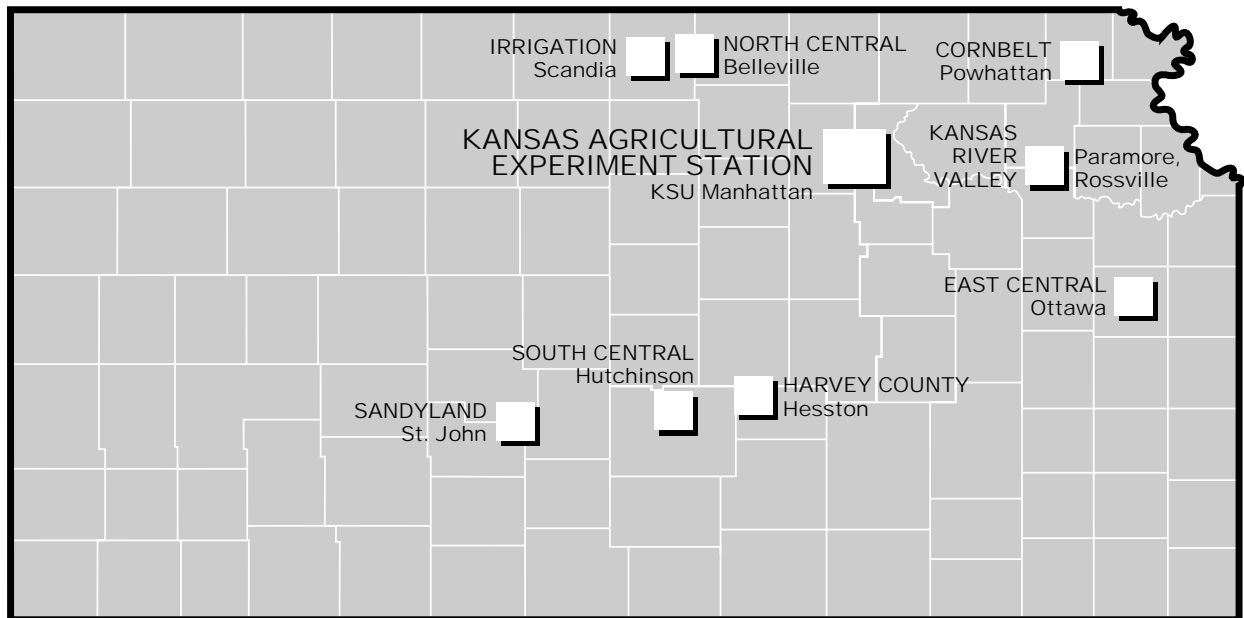 IRRIGATION
Scandia
NORTH CENTRAL
Belleville
CORNBELT
Powhattan
KANSAS AGRICULTURAL
EXPERIMENT STATION
KSU Manhattan
KANSAS
RIVER
VALLEY
Paramore,
Rossville
EAST CENTRAL
Ottawa
SOUTH CENTRAL
Hutchinson
HARVEY COUNTY
Hesston
SANDYLAND
St. John